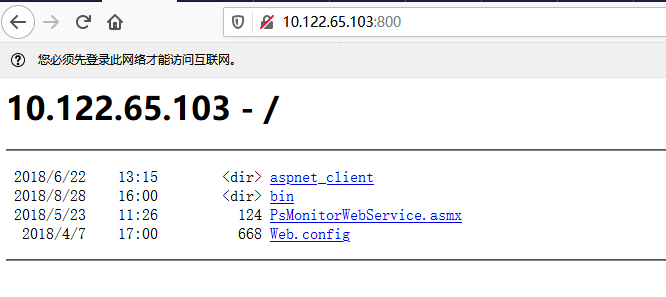 10.122.65.103:800
您必须先登录此网络才能访问互联网。
10.122.65.103 - /
2018/6/22 13:15 <dir> aspnet_client
2018/8/28 16:00 <dir> bin
2018/5/23 11:26 124 PsMonitorWebService.asmx
2018/4/7 17:00 668 Web.config